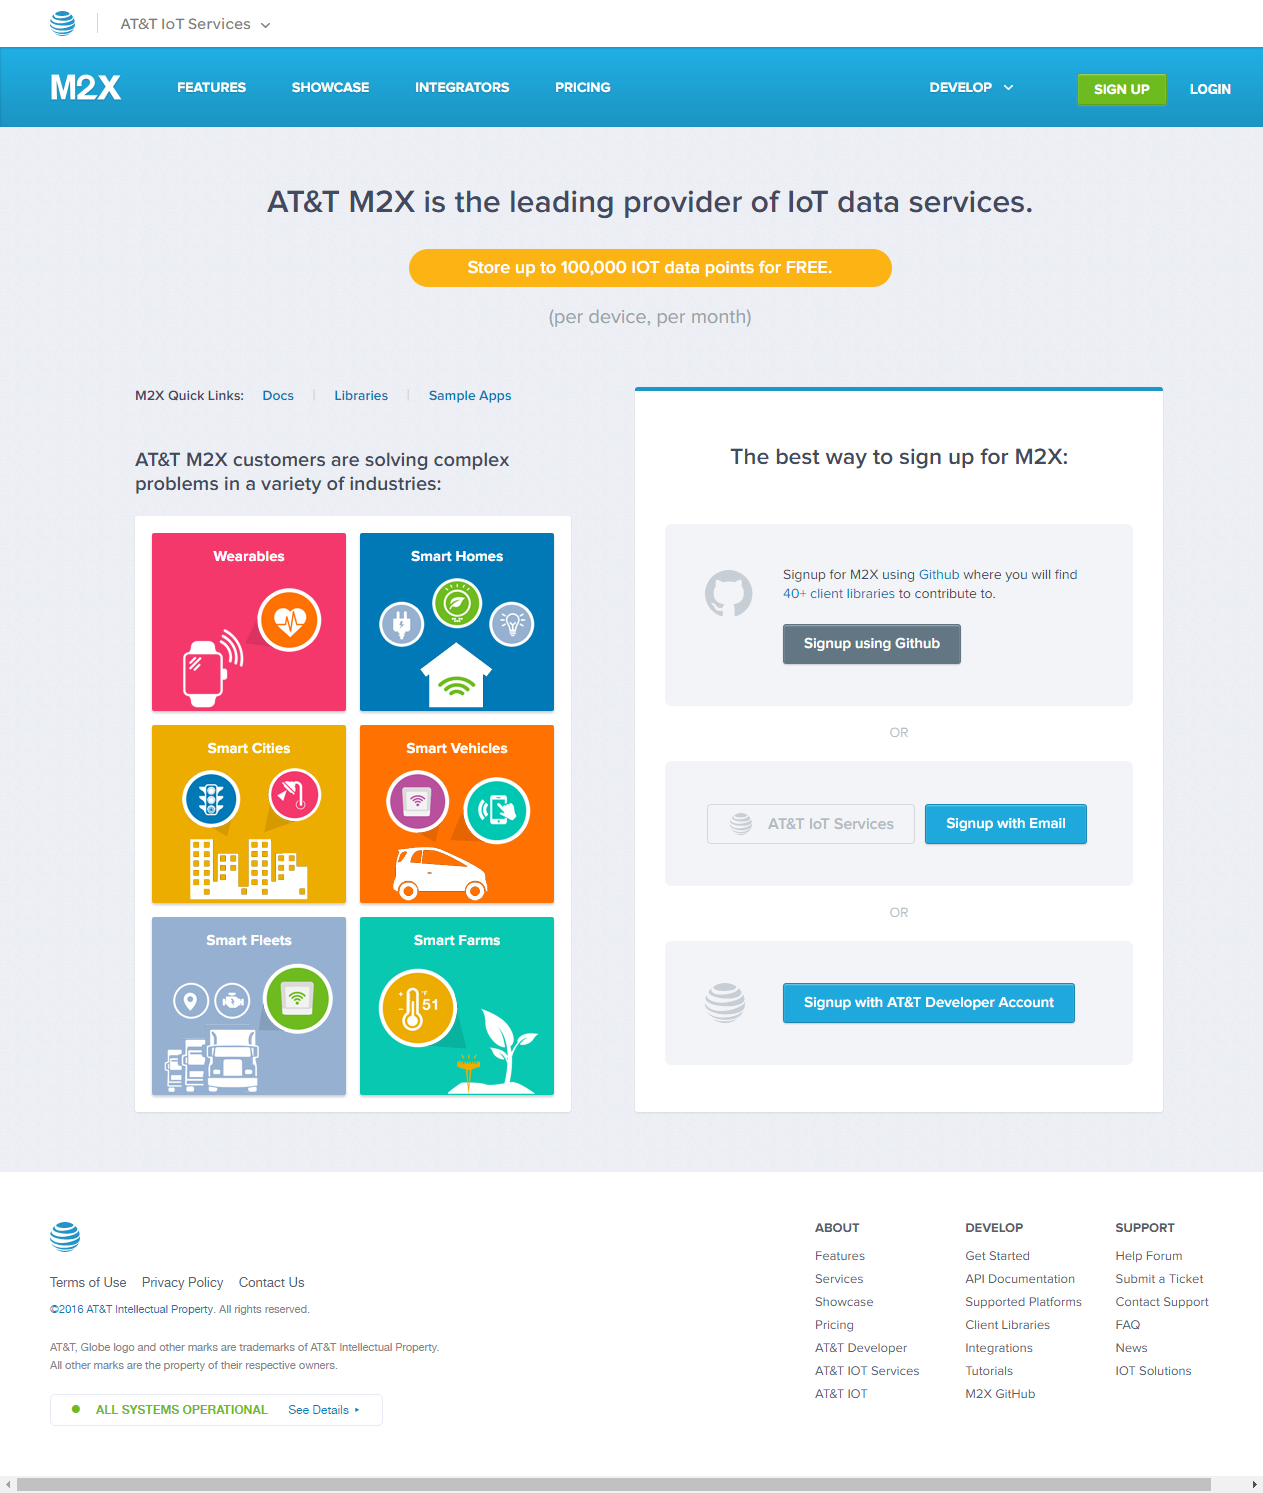 AT&T IoT Services
M2X
FEATURES
SHOWCASE
INTEGRATORS
PRICING
DEVELOP
SIGN UP
LOGIN
AT&T M2X is the leading provider of IoT data services.
Store up to 100,000 IOT data points for FREE.
(per device, per month)
M2X Quick Links: Docs | Libraries | Sample Apps
AT&T M2X customers are solving complex
problems in a variety of industries:
Wearables
Smart Homes
Smart Cities
Smart Vehicles
Smart Fleets
Smart Farms
+ °F
- 51
The best way to sign up for M2X:
Signup for M2X using Github where you will find
40+ client libraries to contribute to.
Signup using Github
OR
AT&T IoT Services
Signup with Email
OR
Signup with AT&T Developer Account
Terms of Use Privacy Policy Contact Us
©2016 AT&T Intellectual Property. All rights reserved.
AT&T, Globe logo and other marks are trademarks of AT&T Intellectual Property.
All other marks are the property of their respective owners.
ALL SYSTEMS OPERATIONAL See Details
ABOUT
Features
Services
Showcase
Pricing
AT&T Developer
AT&T IOT Services
AT&T IOT
DEVELOP
Get Started
API Documentation
Supported Platforms
Client Libraries
Integrations
Tutorials
M2X GitHub
SUPPORT
Help Forum
Submit a Ticket
Contact Support
FAQ
News
IOT Solutions